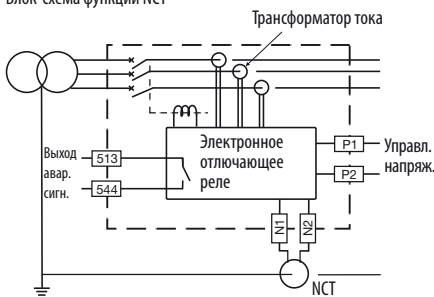 Блок-схема функции NCT
Трансформатор тока
Электронное
отключающее
реле
Выход
авар.
сигн.
513
544
P1
P2
Управл.
напряж.
N1
N2
NCT